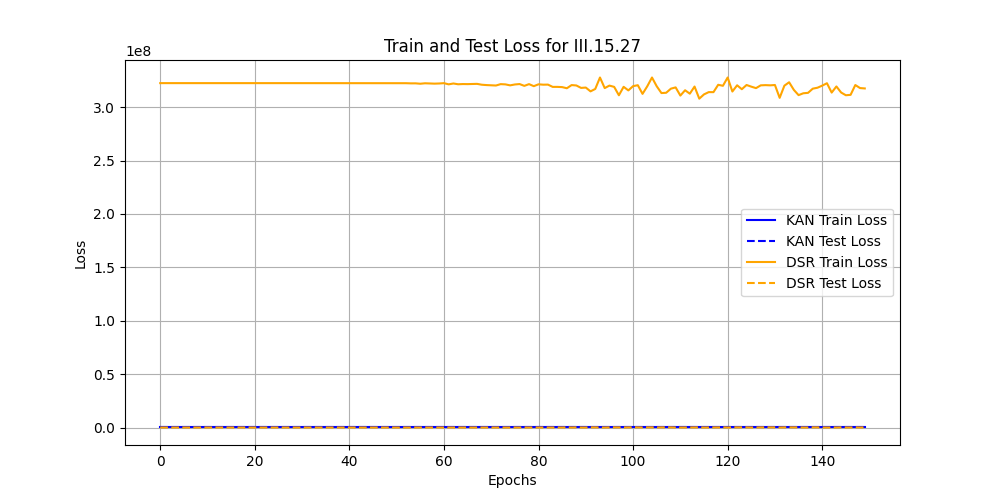 Train and Test Loss for III.15.27
1e8
3.0
2.5
2.0
1.5
1.0
0.5
0.0
Loss
KAN Train Loss
KAN Test Loss
DSR Train Loss
DSR Test Loss
0 20 40 60 80 100 120 140
Epochs